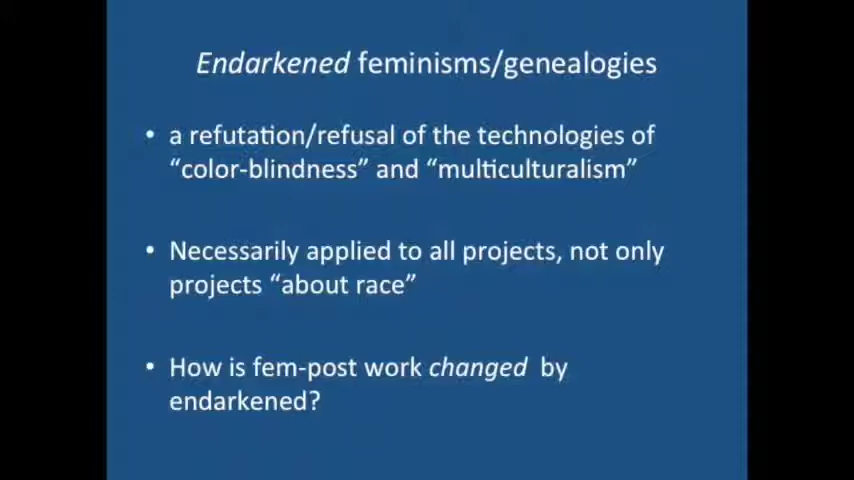 Endarkened feminisms/genealogies
• a refutation/refusal of the technologies of
“color-blindness” and “multiculturalism”
• Necessarily applied to all projects, not only
projects “about race”
• How is fem-post work changed by
endarkened?